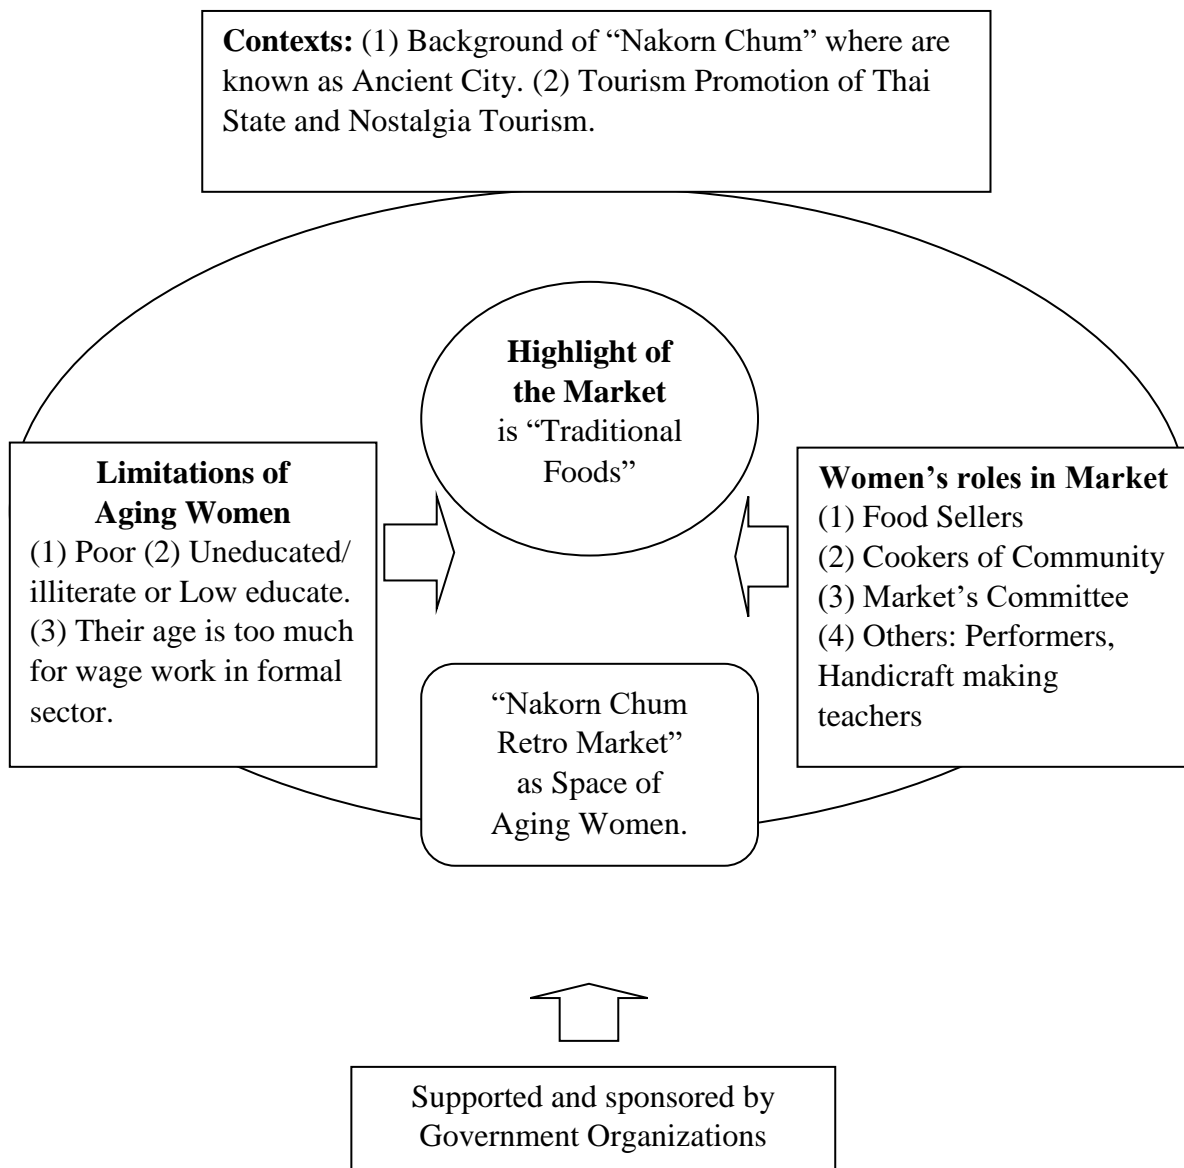 Contexts: (1) Background of “Nakorn Chum” where are
known as Ancient City. (2) Tourism Promotion of Thai
State and Nostalgia Tourism.
Highlight of
the Market
is “Traditional
Foods”
Limitations of
Aging Women
(1) Poor (2) Uneducated/
illiterate or Low educate.
(3) Their age is too much
for wage work in formal
sector.
Women’s roles in Market
(1) Food Sellers
(2) Cookers of Community
(3) Market’s Committee
(4) Others: Performers,
Handicraft making
teachers
“Nakorn Chum
Retro Market”
as Space of
Aging Women.
Supported and sponsored by
Government Organizations